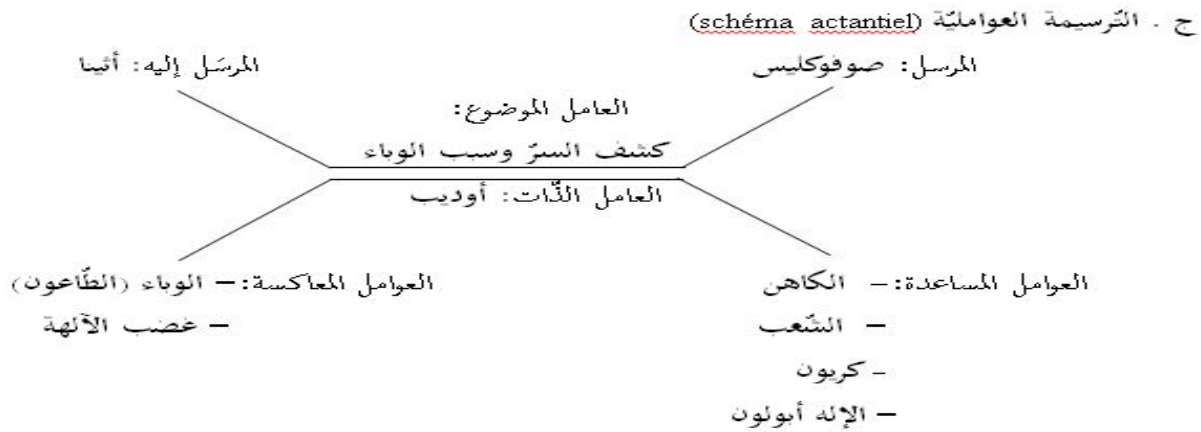 ج . التّرسيمة العواملیّة (schéma actantiel)
المرسل: صوفوكليس
المرسَل إليه: أثينا
العامل الموضوع:
كشف السرّ وسبب الوباء
العامل الذّات: أوديب
العوامل المساعدة: – الكاهن
– الشّعب
– كريون
– الإله أبولون
العوامل المعاكسة: – الوباء (الطّاعون)
– غضب الآلهة